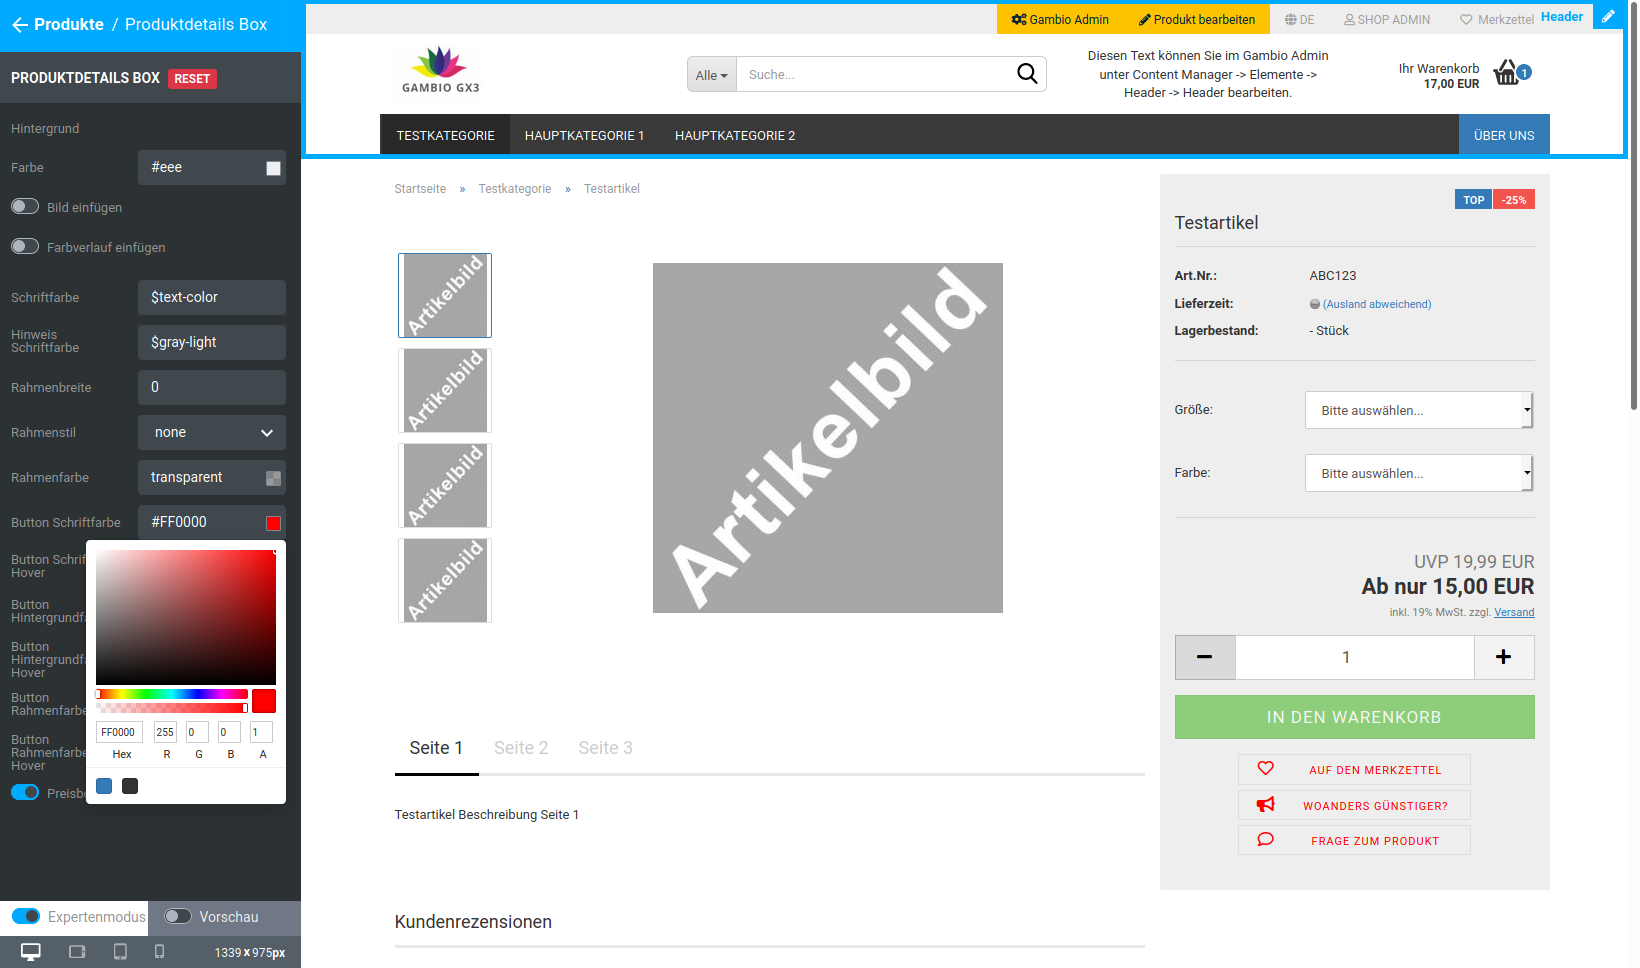 Produkte / Produktdetails Box
PRODUKTDETAILS BOX RESET
Hintergrund
Farbe #eee
Bild einfügen
Farbverlauf einfügen
Schriftfarbe $text-color
Hinweis
Schriftfarbe $gray-light
Rahmenbreite 0
Rahmenstil none
Rahmenfarbe transparent
Button Schriftfarbe #FF0000
Button Schrif
Hover
Button
Hintergrundfa
Button
Hintergrundfa
Hover
Button
Rahmenfarbe
Button
Rahmenfarbe
Hover
Preisbo
FF0000 255 0 0 1
Hex R G B A
Expertenmodus Vorschau
1339 x 975px
Gambio Admin Produkt bearbeiten DE SHOP ADMIN Merkzettel Header
GAMBIO GX3
Alle Suche...
Diesen Text können Sie im Gambio Admin
unter Content Manager -> Elemente ->
Header -> Header bearbeiten.
Ihr Warenkorb
17,00 EUR
1
TESTKATEGORIE HAUPTKATEGORIE 1 HAUPTKATEGORIE 2 ÜBER UNS
Startseite » Testkategorie » Testartikel
Artikelbild
Artikelbild
Artikelbild
Artikelbild
Artikelbild
Seite 1 Seite 2 Seite 3
Testartikel Beschreibung Seite 1
Kundenrezensionen
TOP -25%
Testartikel
Art.Nr.: ABC123
Lieferzeit: (Ausland abweichend)
Lagerbestand: - Stück
Größe: Bitte auswählen...
Farbe: Bitte auswählen...
UVP 19,99 EUR
Ab nur 15,00 EUR
inkl. 19% MwSt. zzgl. Versand
− 1 +
IN DEN WARENKORB
AUF DEN MERKZETTEL
WOANDERS GÜNSTIGER?
FRAGE ZUM PRODUKT